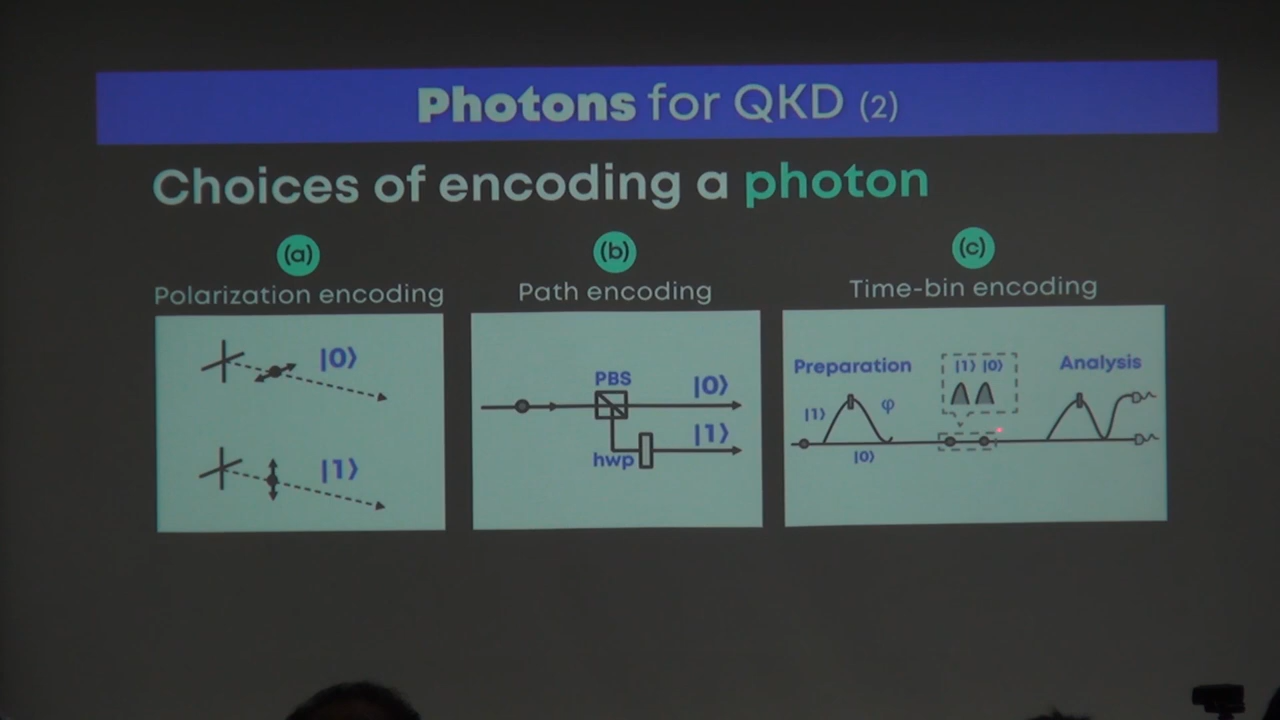 Photons for QKD (2)
Choices of encoding a photon
(a)
Polarization encoding
|0⟩
|1⟩
(b)
Path encoding
PBS
|0⟩
|1⟩
hwp
(c)
Time-bin encoding
Preparation
|1⟩ |0⟩
Analysis
|1⟩
φ
|0⟩